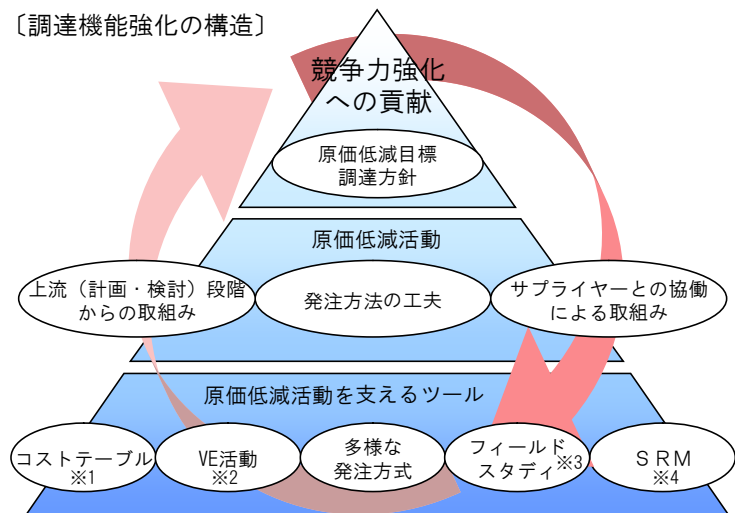 〔調達機能強化の構造〕
競争力強化
への貢献
原価低減目標
調達方針
原価低減活動
上流（計画・検討）段階
からの取組み
発注方法の工夫
サプライヤーとの協働
による取組み
原価低減活動を支えるツール
コストテーブル
※1
VE活動
※2
多様な
発注方式
フィールド
スタディ※3
ＳＲＭ
※4